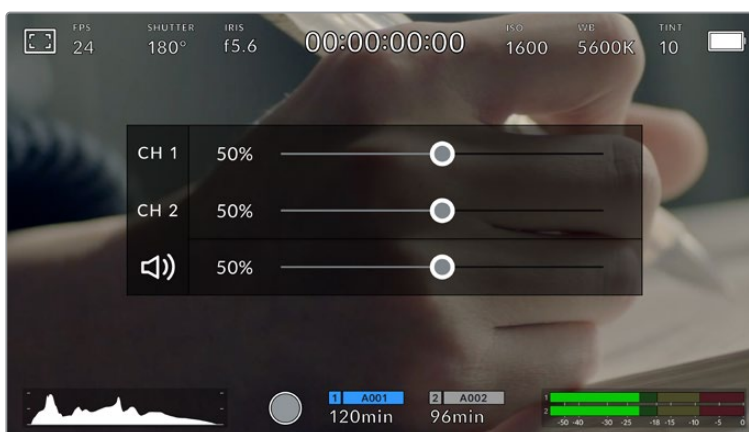 FPS SHUTTER IRIS ISO WB TINT
24 180° f5.6 00:00:00:00 1600 5600K 10
CH 1 50%
CH 2 50%
50%
1 A001 2 A002
120min 96min
1
2
-50 -40 -30 -25 -18 -15 -10 -5 0